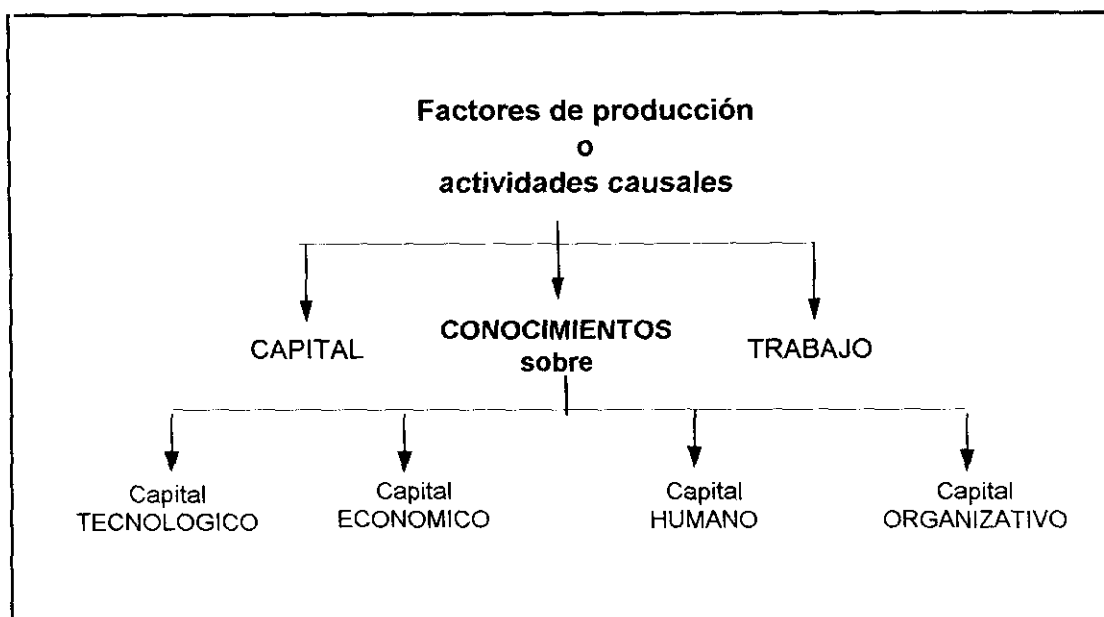 Factores de producción
o
actividades causales
CAPITAL
CONOCIMIENTOS
sobre
TRABAJO
Capital
TECNOLOGICO
Capital
ECONOMICO
Capital
HUMANO
Capital
ORGANIZATIVO